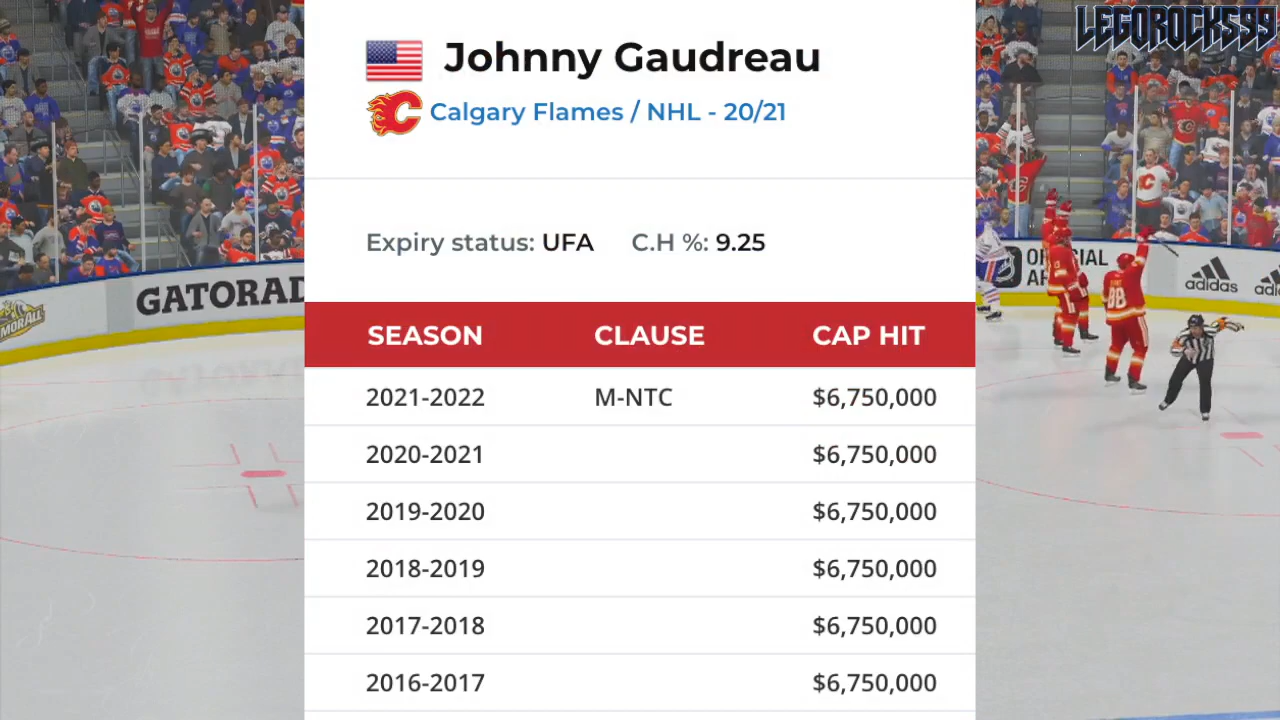 LEGOROCKS99
Johnny Gaudreau
Calgary Flames / NHL - 20/21
Expiry status: UFA C.H %: 9.25
SEASON CLAUSE CAP HIT
2021-2022 M-NTC $6,750,000
2020-2021 $6,750,000
2019-2020 $6,750,000
2018-2019 $6,750,000
2017-2018 $6,750,000
2016-2017 $6,750,000
GATORAD
MORALL
adidas
88